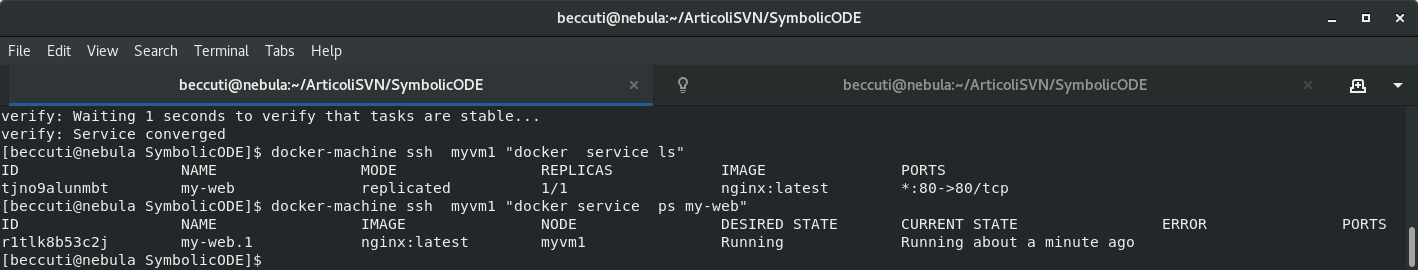 beccuti@nebula:~/ArticoliSVN/SymbolicODE
File Edit View Search Terminal Tabs Help
beccuti@nebula:~/ArticoliSVN/SymbolicODE beccuti@nebula:~/ArticoliSVN/SymbolicODE
verify: Waiting 1 seconds to verify that tasks are stable...
verify: Service converged
[beccuti@nebula SymbolicODE]$ docker-machine ssh  myvm1 "docker  service ls"
ID                  NAME                MODE                REPLICAS            IMAGE               PORTS
tjno9alunmbt        my-web              replicated          1/1                 nginx:latest        *:80->80/tcp
[beccuti@nebula SymbolicODE]$ docker-machine ssh  myvm1 "docker service  ps my-web"
ID                  NAME                IMAGE               NODE                DESIRED STATE       CURRENT STATE                ERROR               PORTS
r1tlk8b53c2j        my-web.1            nginx:latest        myvm1               Running             Running about a minute ago
[beccuti@nebula SymbolicODE]$